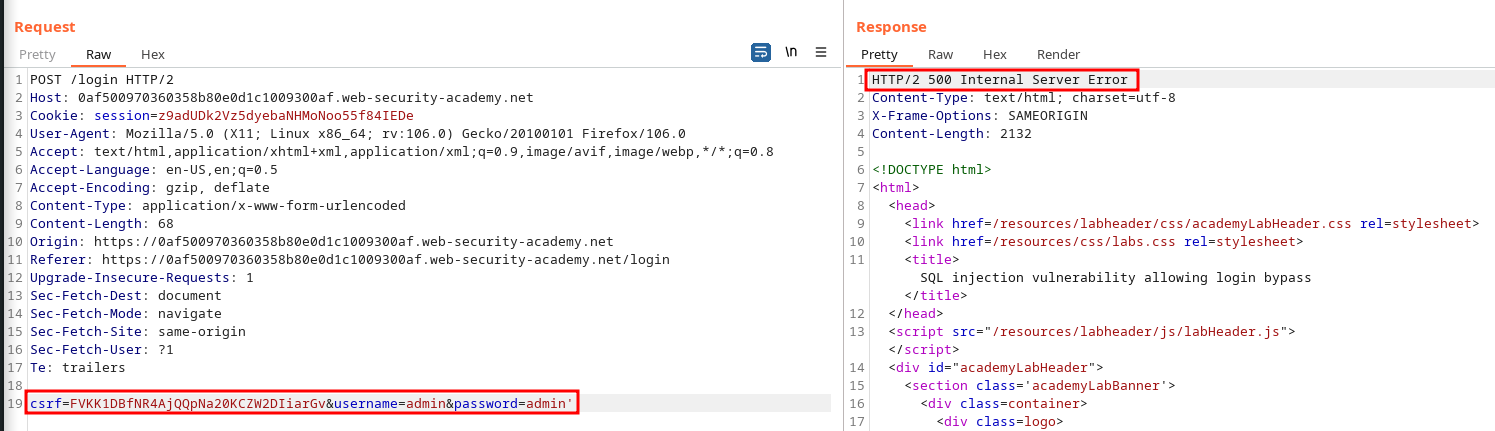 Request
Pretty Raw Hex
\n
1 POST /login HTTP/2
2 Host: 0af500970360358b80e0d1c1009300af.web-security-academy.net
3 Cookie: session=z9adUDk2Vz5dyebaNHMoNoo55f84IEDe
4 User-Agent: Mozilla/5.0 (X11; Linux x86_64; rv:106.0) Gecko/20100101 Firefox/106.0
5 Accept: text/html,application/xhtml+xml,application/xml;q=0.9,image/avif,image/webp,*/*;q=0.8
6 Accept-Language: en-US,en;q=0.5
7 Accept-Encoding: gzip, deflate
8 Content-Type: application/x-www-form-urlencoded
9 Content-Length: 68
10 Origin: https://0af500970360358b80e0d1c1009300af.web-security-academy.net
11 Referer: https://0af500970360358b80e0d1c1009300af.web-security-academy.net/login
12 Upgrade-Insecure-Requests: 1
13 Sec-Fetch-Dest: document
14 Sec-Fetch-Mode: navigate
15 Sec-Fetch-Site: same-origin
16 Sec-Fetch-User: ?1
17 Te: trailers
18
19 csrf=FVKK1DBfNR4AjQQpNa20KCZW2DIiarGv&username=admin&password=admin'
Response
Pretty Raw Hex Render
1 HTTP/2 500 Internal Server Error
2 Content-Type: text/html; charset=utf-8
3 X-Frame-Options: SAMEORIGIN
4 Content-Length: 2132
5
6 <!DOCTYPE html>
7 <html>
8 <head>
9 <link href=/resources/labheader/css/academyLabHeader.css rel=stylesheet>
10 <link href=/resources/css/labs.css rel=stylesheet>
11 <title>
SQL injection vulnerability allowing login bypass
</title>
12 </head>
13 <script src="/resources/labheader/js/labHeader.js">
</script>
14 <div id="academyLabHeader">
15 <section class='academyLabBanner'>
16 <div class=container>
17 <div class=logo>